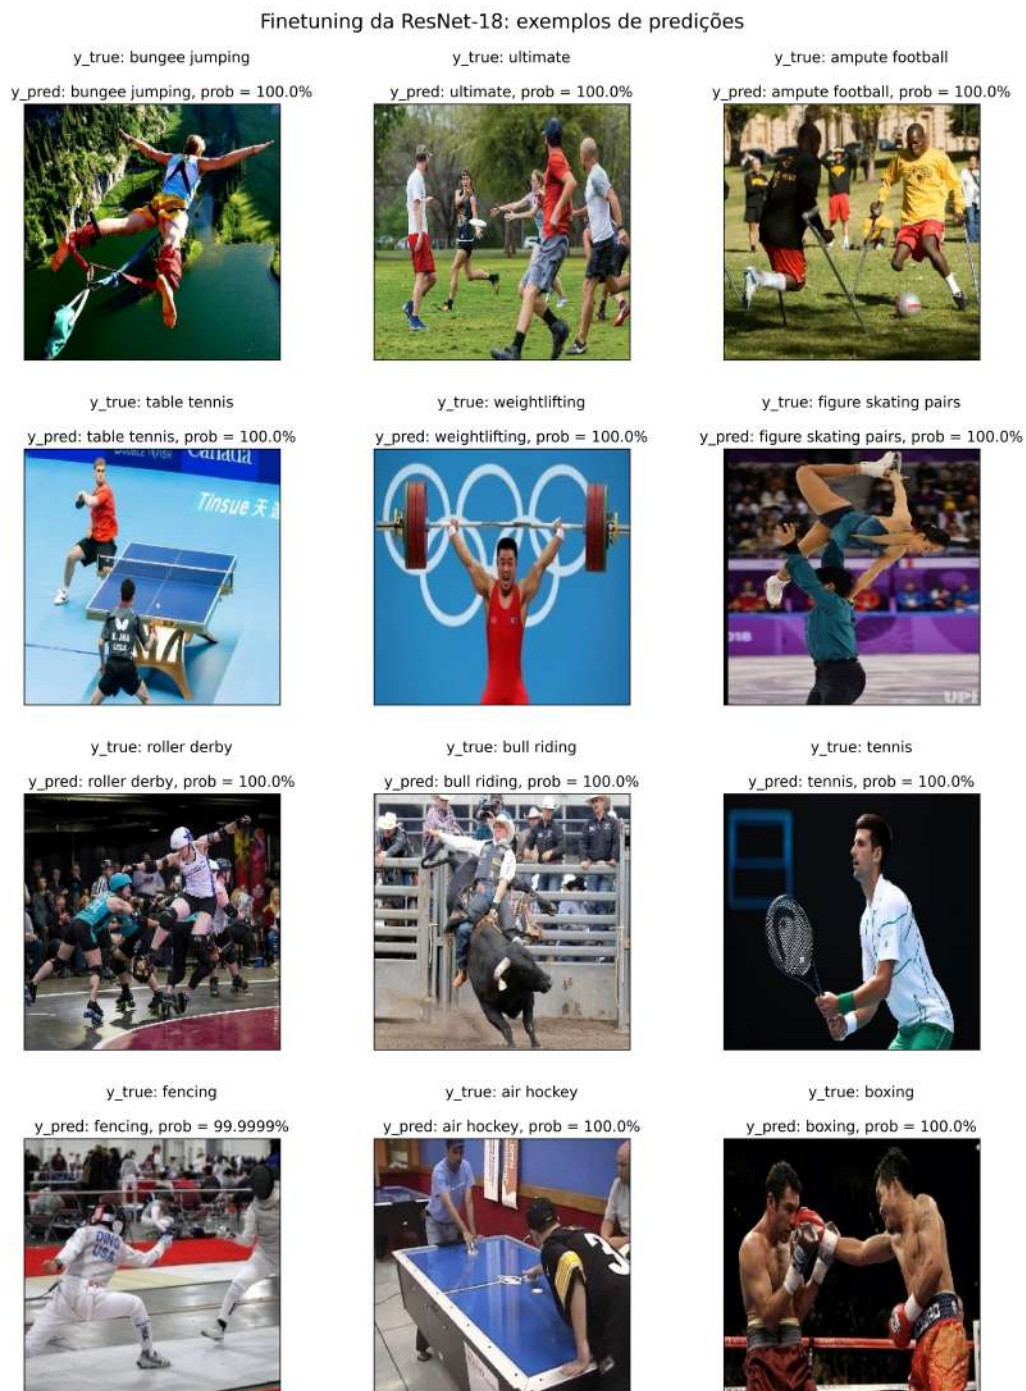 Finetuning da ResNet-18: exemplos de predições
y_true: bungee jumping
y_pred: bungee jumping, prob = 100.0%
y_true: ultimate
y_pred: ultimate, prob = 100.0%
y_true: ampute football
y_pred: ampute football, prob = 100.0%
y_true: table tennis
y_pred: table tennis, prob = 100.0%
Canada
Tinsue 天
USA
y_true: weightlifting
y_pred: weightlifting, prob = 100.0%
y_true: figure skating pairs
y_pred: figure skating pairs, prob = 100.0%
018
UPI
y_true: roller derby
y_pred: roller derby, prob = 100.0%
y_true: bull riding
y_pred: bull riding, prob = 100.0%
y_true: tennis
y_pred: tennis, prob = 100.0%
y_true: fencing
y_pred: fencing, prob = 99.9999%
DING
USA
y_true: air hockey
y_pred: air hockey, prob = 100.0%
3
y_true: boxing
y_pred: boxing, prob = 100.0%